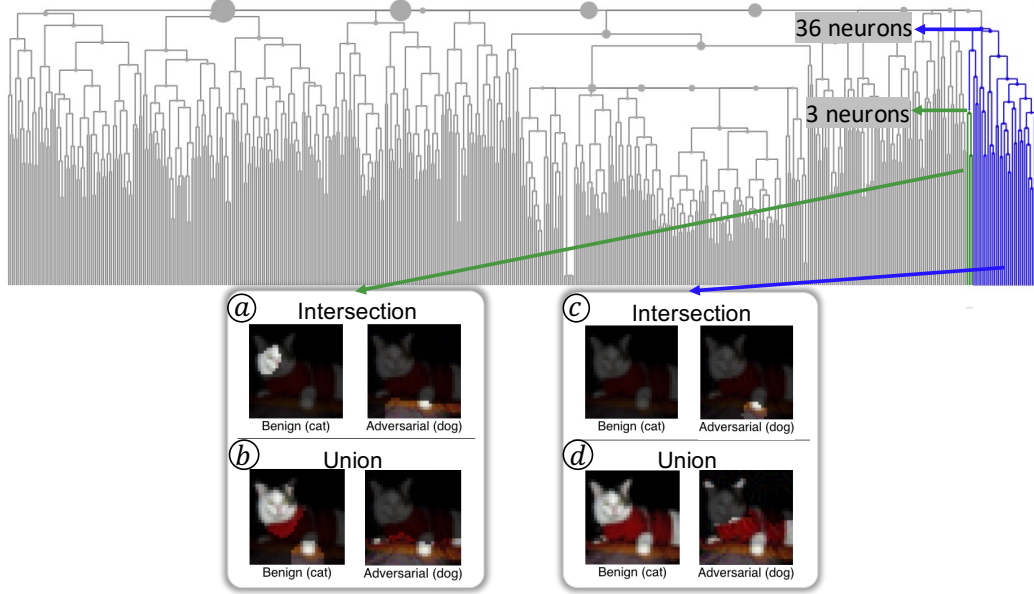 36 neurons
3 neurons
a
Intersection
Benign (cat) Adversarial (dog)
b
Union
Benign (cat) Adversarial (dog)
c
Intersection
Benign (cat) Adversarial (dog)
d
Union
Benign (cat) Adversarial (dog)